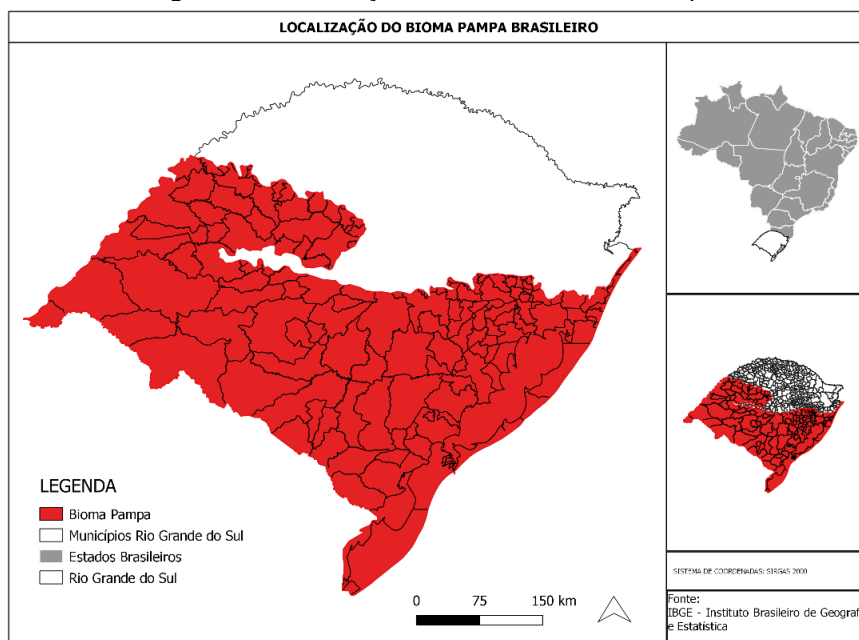 LOCALIZAÇÃO DO BIOMA PAMPA BRASILEIRO
LEGENDA
Bioma Pampa
Municípios Rio Grande do Sul
Estados Brasileiros
Rio Grande do Sul
0 75 150 km
SISTEMA DE COORDENADAS: SIRGAS 2000
Fonte:
IBGE - Instituto Brasileiro de Geograf
e Estatística